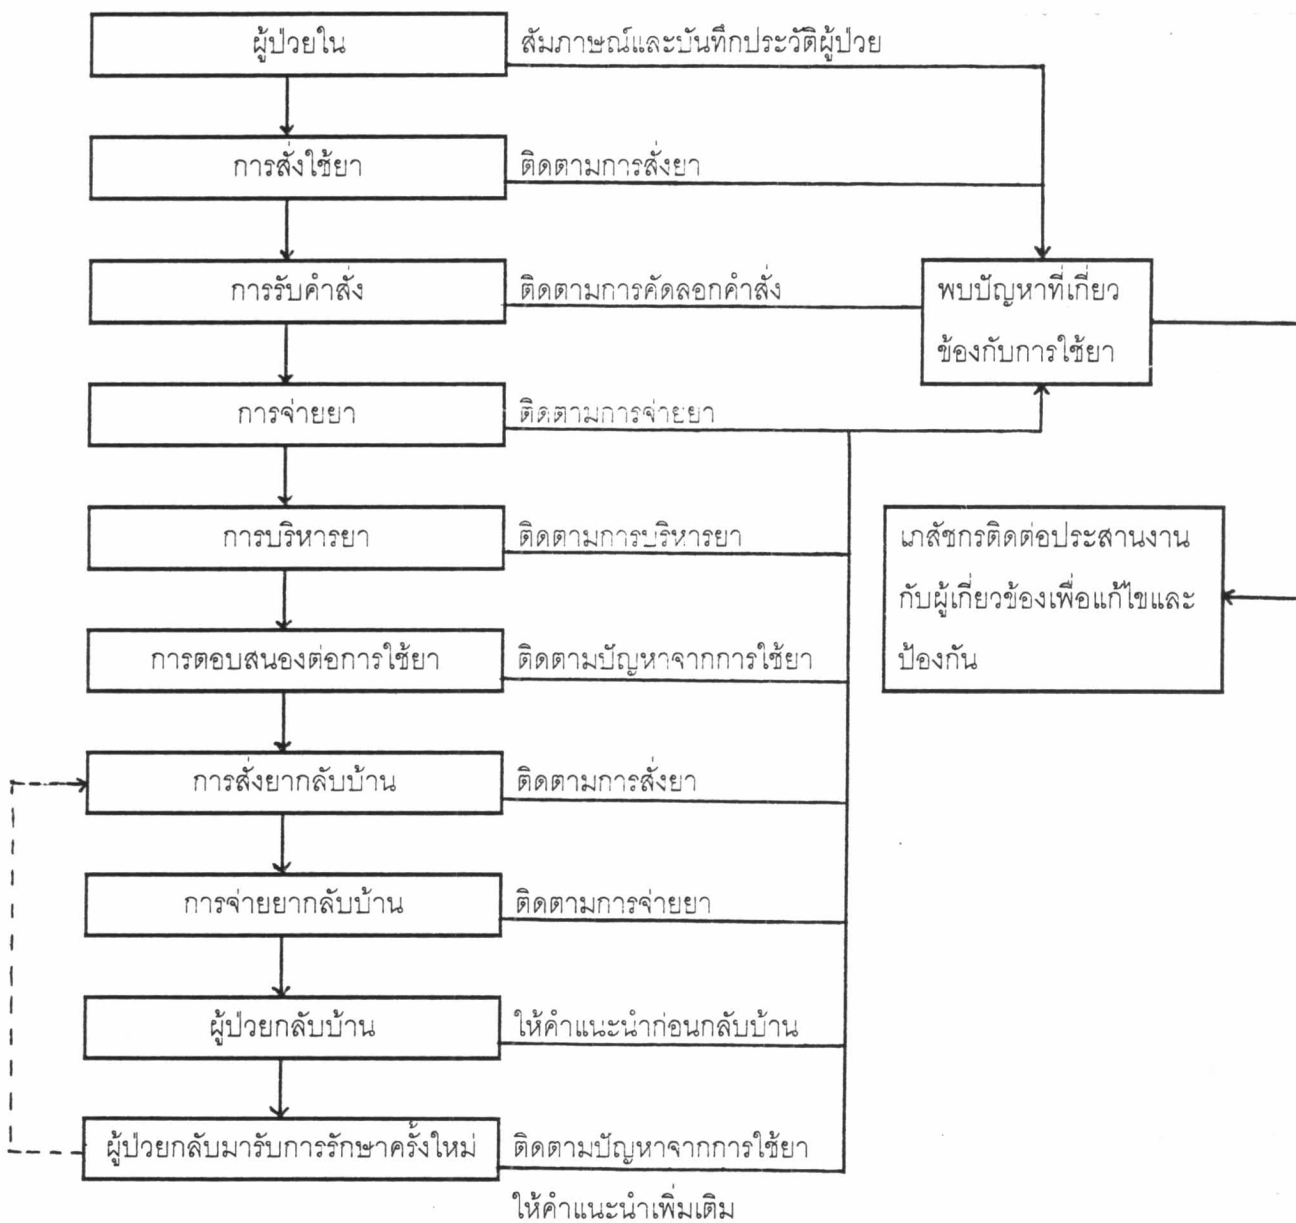 ผู้ป่วยใน
สัมภาษณ์และบันทึกประวัติผู้ป่วย
การสั่งใช้ยา
ติดตามการสั่งยา
การรับคำสั่ง
ติดตามการคัดลอกคำสั่ง
พบปัญหาที่เกี่ยว
ข้องกับการใช้ยา
การจ่ายยา
ติดตามการจ่ายยา
การบริหารยา
ติดตามการบริหารยา
เภสัชกรติดต่อประสานงาน
กับผู้เกี่ยวข้องเพื่อแก้ไขและ
ป้องกัน
การตอบสนองต่อการใช้ยา
ติดตามปัญหาจากการใช้ยา
การสั่งยากลับบ้าน
ติดตามการสั่งยา
การจ่ายยากลับบ้าน
ติดตามการจ่ายยา
ผู้ป่วยกลับบ้าน
ให้คำแนะนำก่อนกลับบ้าน
ผู้ป่วยกลับมารับการรักษาครั้งใหม่
ติดตามปัญหาจากการใช้ยา
ให้คำแนะนำเพิ่มเติม